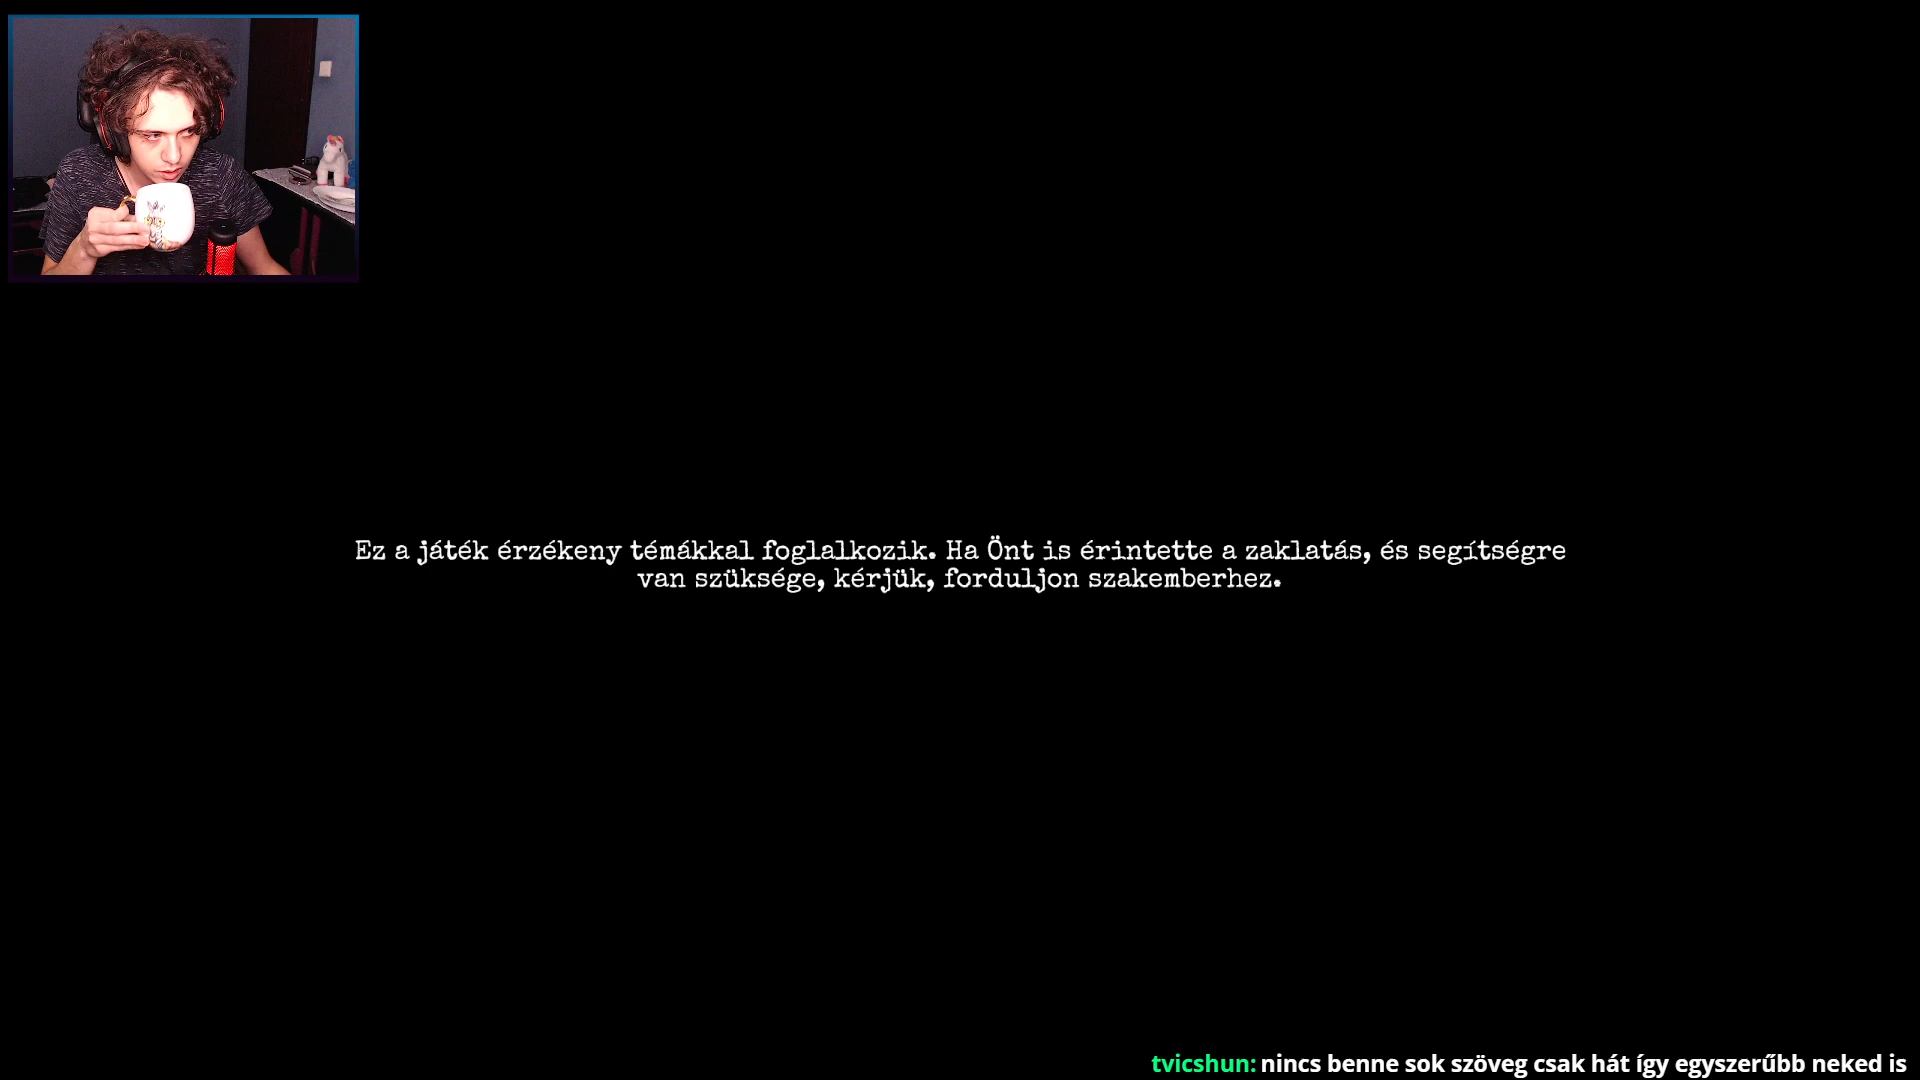 Ez a játék érzékeny témákkal foglalkozik. Ha Önt is érintette a zaklatás, és segítségre
van szüksége, kérjük, forduljon szakemberhez.
tvicshun: nincs benne sok szöveg csak hát így egyszerűbb neked is